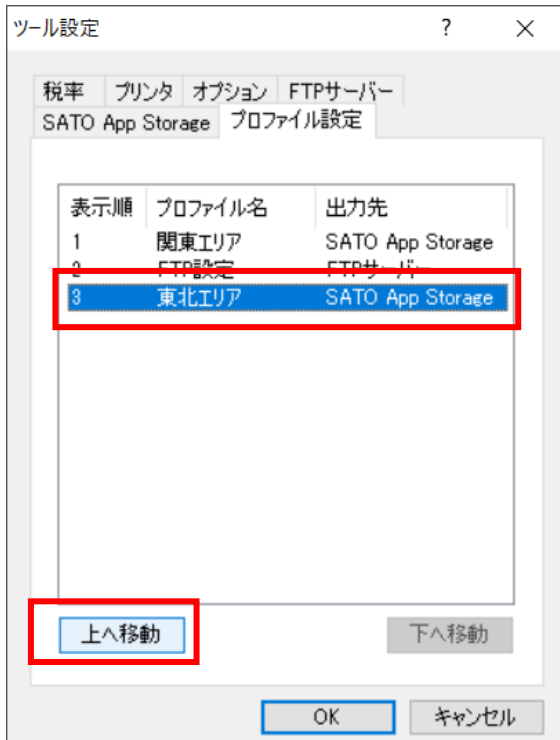 ツール設定 ?
税率 プリンタ オプション FTPサーバー
SATO App Storage プロファイル設定
表示順 プロファイル名 出力先
1 関東エリア SATO App Storage
2 FTP設定 FTPサーバー
3 東北エリア SATO App Storage
上へ移動 下へ移動
OK キャンセル